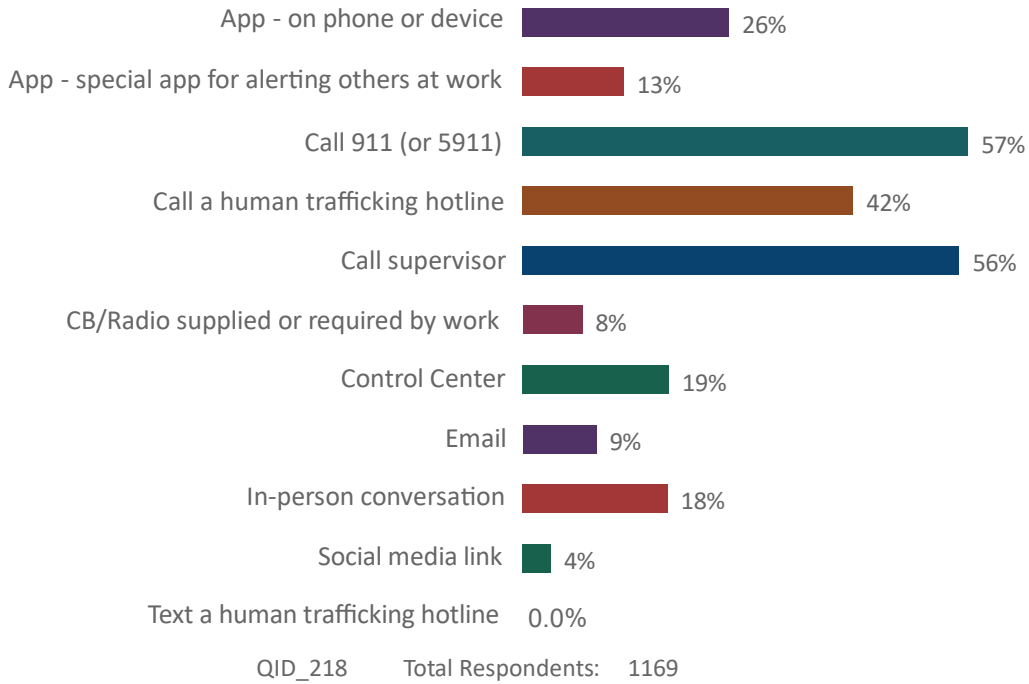 App - on phone or device 26%
App - special app for alerting others at work 13%
Call 911 (or 5911) 57%
Call a human trafficking hotline 42%
Call supervisor 56%
CB/Radio supplied or required by work 8%
Control Center 19%
Email 9%
In-person conversation 18%
Social media link 4%
Text a human trafficking hotline 0.0%
QID_218 Total Respondents: 1169